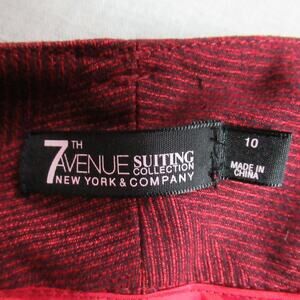 7TH AVENUE SUITING COLLECTION
NEW YORK & COMPANY
10
MADE IN
CHINA